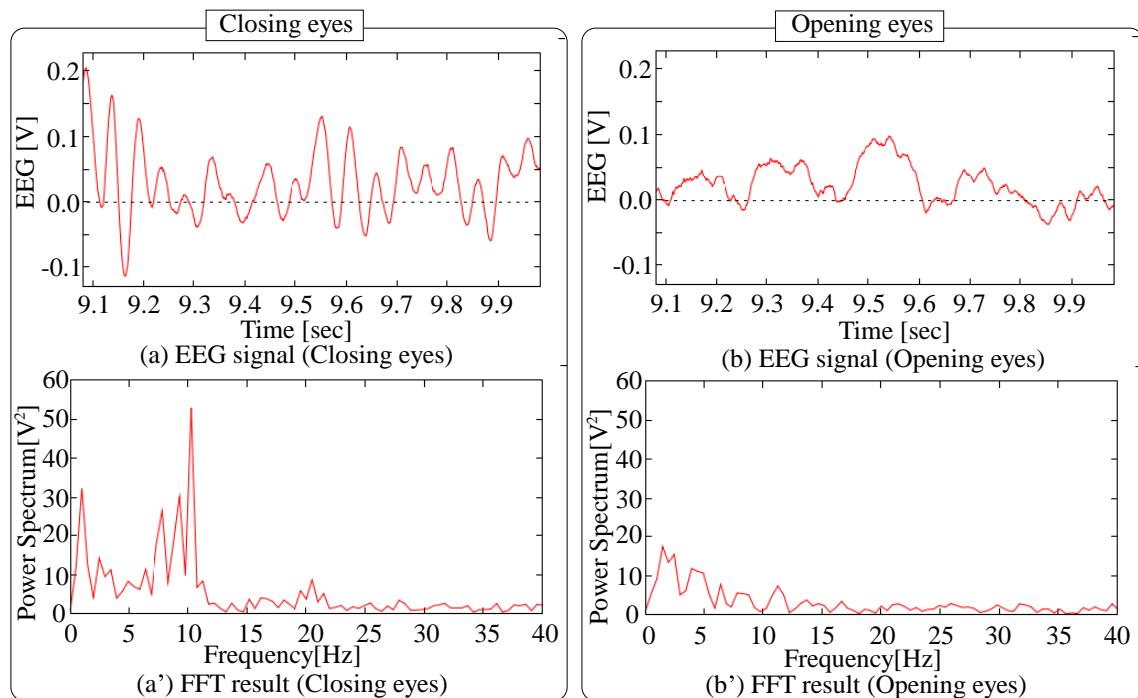 Closing eyes
EEG [V]
0.2
0.1
0.0
-0.1
9.1 9.2 9.3 9.4 9.5 9.6 9.7 9.8 9.9
Time [sec]
(a) EEG signal (Closing eyes)
Power Spectrum[V²]
60
50
40
30
20
10
0
0 5 10 15 20 25 30 35 40
Frequency[Hz]
(a’) FFT result (Closing eyes)
Opening eyes
EEG [V]
0.2
0.1
0.0
-0.1
9.1 9.2 9.3 9.4 9.5 9.6 9.7 9.8 9.9
Time [sec]
(b) EEG signal (Opening eyes)
Power Spectrum[V²]
60
50
40
30
20
10
0
0 5 10 15 20 25 30 35 40
Frequency[Hz]
(b’) FFT result (Opening eyes)